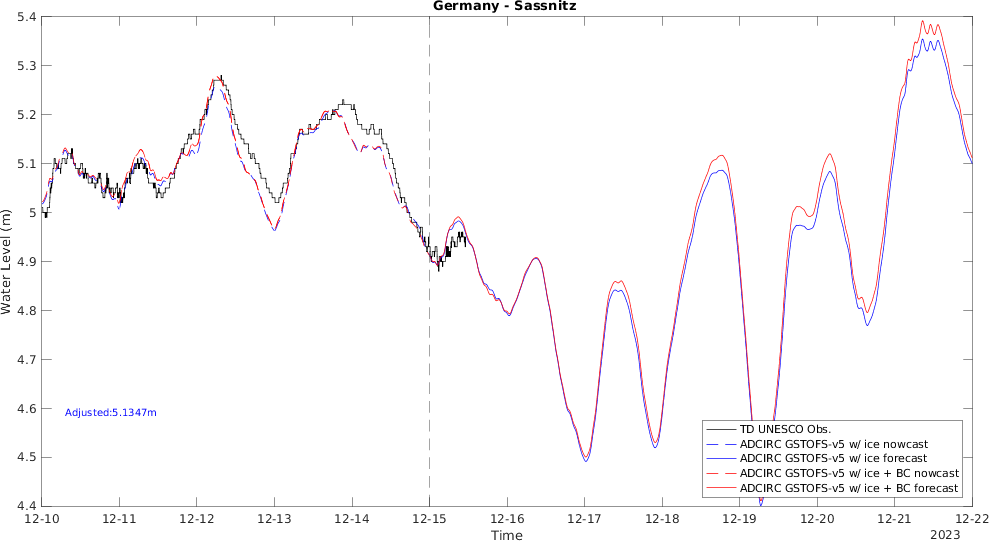 Germany - Sassnitz
5.4
5.3
5.2
5.1
5
4.9
4.8
4.7
4.6
4.5
4.4
Water Level (m)
Adjusted:5.1347m
TD UNESCO Obs.
ADCIRC GSTOFS-v5 w/ ice nowcast
ADCIRC GSTOFS-v5 w/ ice forecast
ADCIRC GSTOFS-v5 w/ ice + BC nowcast
ADCIRC GSTOFS-v5 w/ ice + BC forecast
12-10 12-11 12-12 12-13 12-14 12-15 12-16 12-17 12-18 12-19 12-20 12-21 12-22
Time
2023